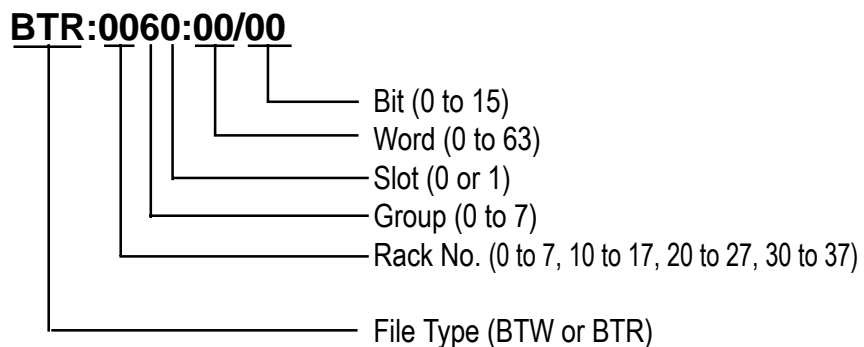 BTR:0060:00/00
Bit (0 to 15)
Word (0 to 63)
Slot (0 or 1)
Group (0 to 7)
Rack No. (0 to 7, 10 to 17, 20 to 27, 30 to 37)
File Type (BTW or BTR)